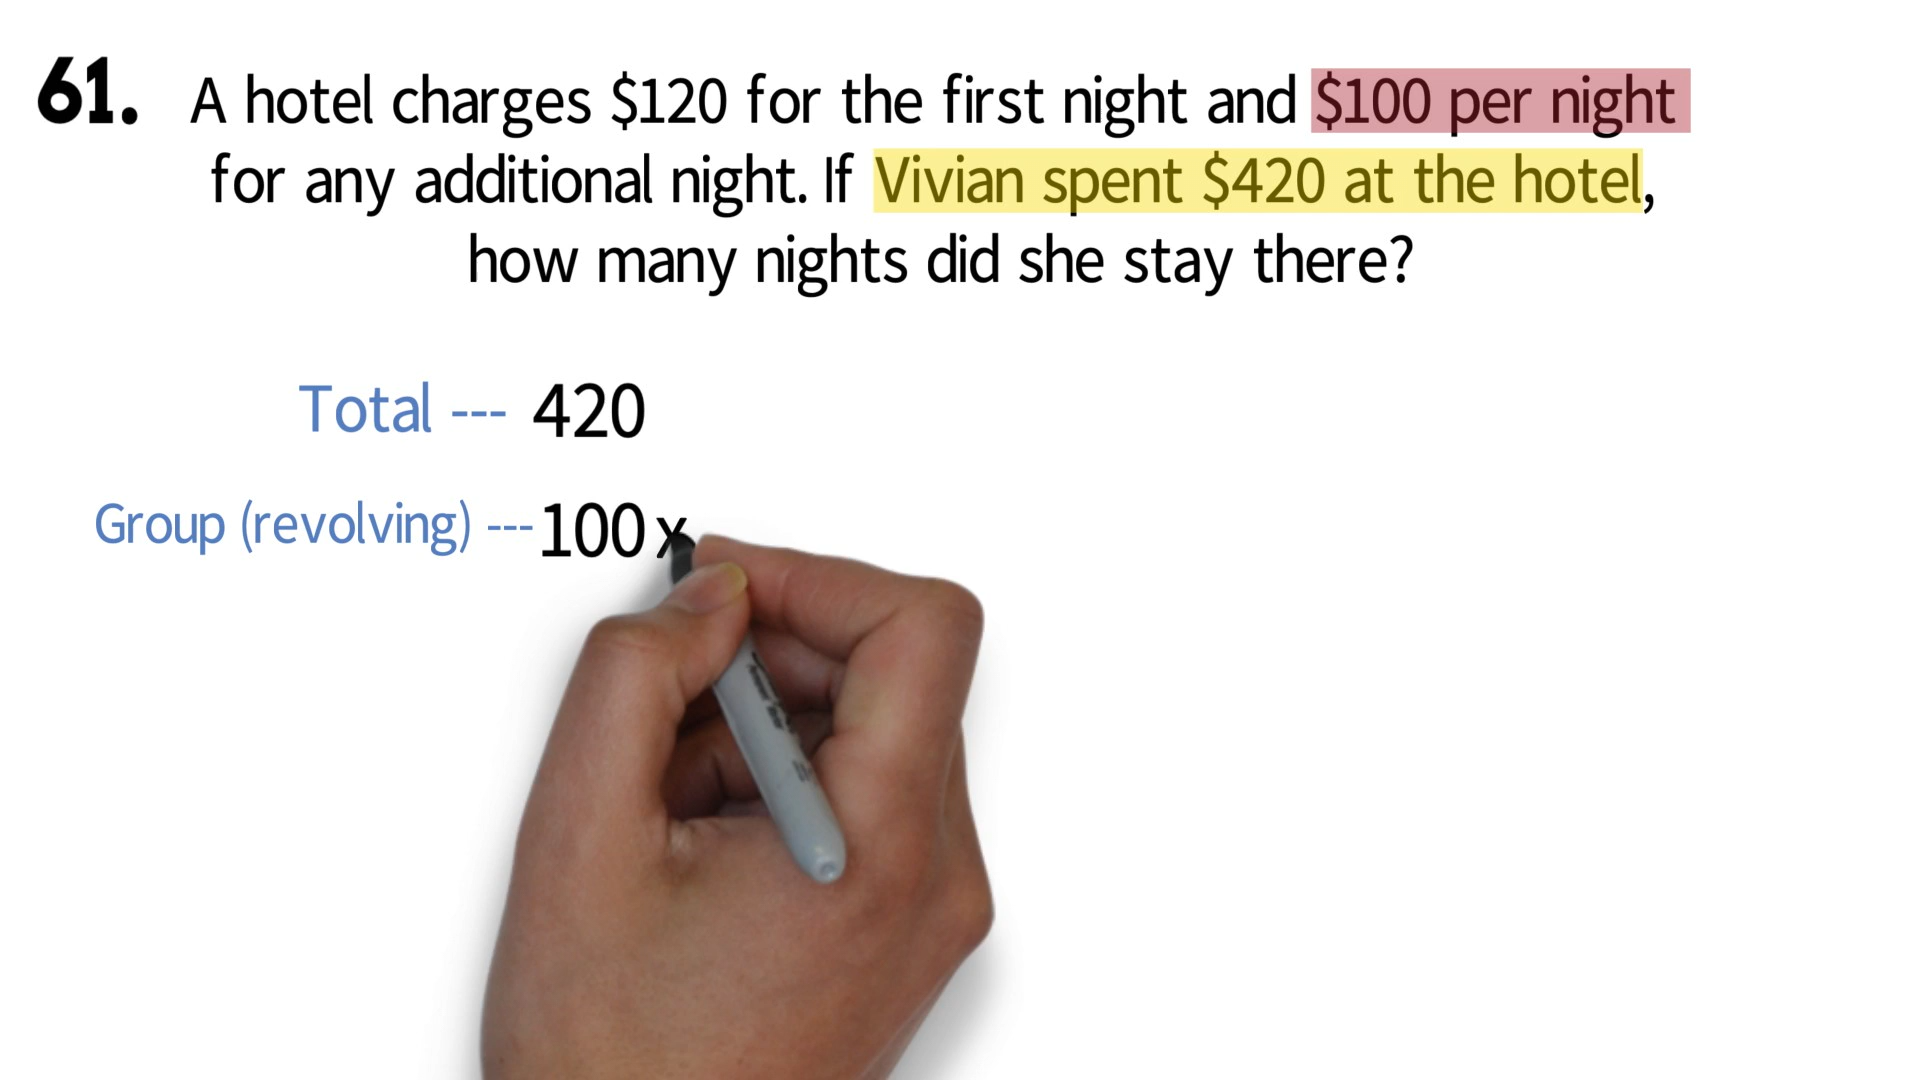 61. A hotel charges $120 for the first night and $100 per night
for any additional night. If Vivian spent $420 at the hotel,
how many nights did she stay there?
Total --- 420
Group (revolving) --- 100x